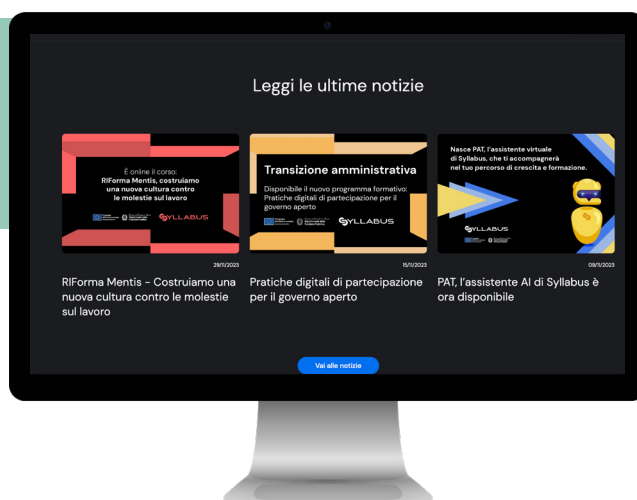 Leggi le ultime notizie
È online il corso:
RIForma Mentis, costruiamo
una nuova cultura contro
le molestie sul lavoro
SYLLABUS
29/11/2023
RIForma Mentis - Costruiamo una
nuova cultura contro le molestie
sul lavoro
Transizione amministrativa
Disponibile il nuovo programma formativo:
Pratiche digitali di partecipazione per il
governo aperto
SYLLABUS
15/11/2023
Pratiche digitali di partecipazione
per il governo aperto
Nasce PAT, l'assistente virtuale
di Syllabus, che ti accompagnerà
nel tuo percorso di crescita e formazione.
SYLLABUS
09/11/2023
PAT, l'assistente AI di Syllabus è
ora disponibile
Vai alle notizie